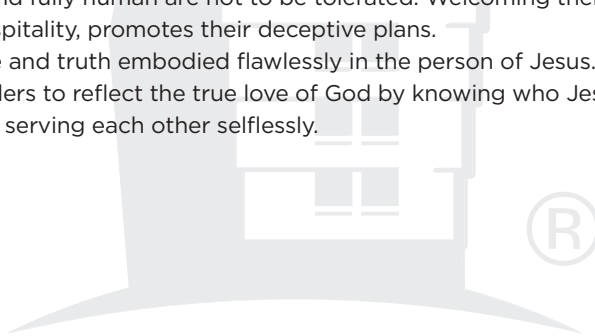 nd fully human are not to be tolerated. Welcoming
spitality, promotes their deceptive plans.
and truth embodied flawlessly in the person of Jesus.
ders to reflect the true love of God by knowing who
serving each other selflessly.
®